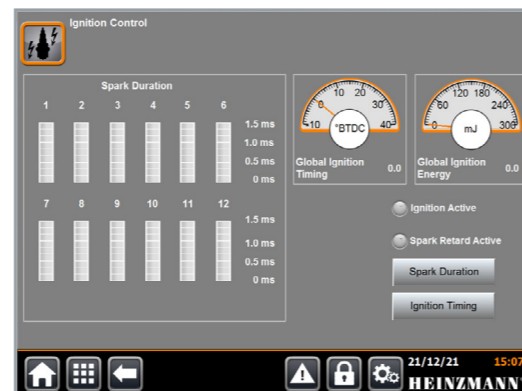 Ignition Control
Spark Duration
1 2 3 4 5 6
1.5 ms
1.0 ms
0.5 ms
0 ms
7 8 9 10 11 12
1.5 ms
1.0 ms
0.5 ms
0 ms
-10 0 10 20 30 40
°BTDC
Global Ignition Timing 0.0
0 60 120 180 240 300
mJ
Global Ignition Energy 0.0
Ignition Active
Spark Retard Active
Spark Duration
Ignition Timing
21/12/21 15:07
HEINZMANN